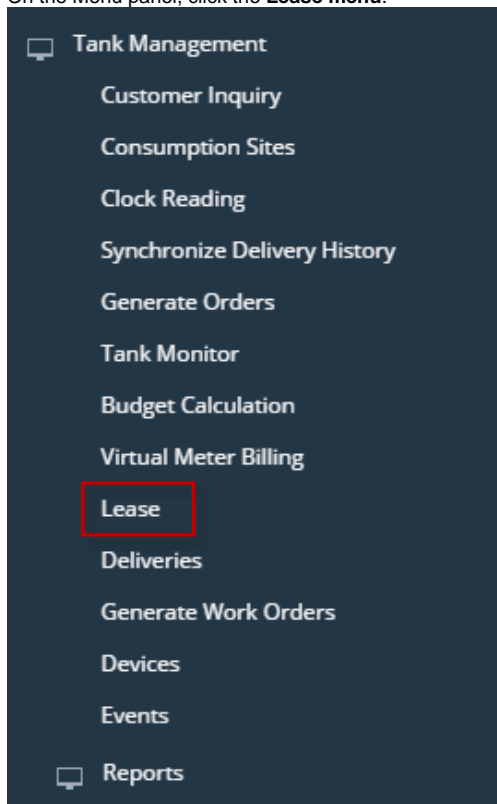 On the Menu panel, click the Lease menu.
Tank Management
Customer Inquiry
Consumption Sites
Clock Reading
Synchronize Delivery History
Generate Orders
Tank Monitor
Budget Calculation
Virtual Meter Billing
Lease
Deliveries
Generate Work Orders
Devices
Events
Reports